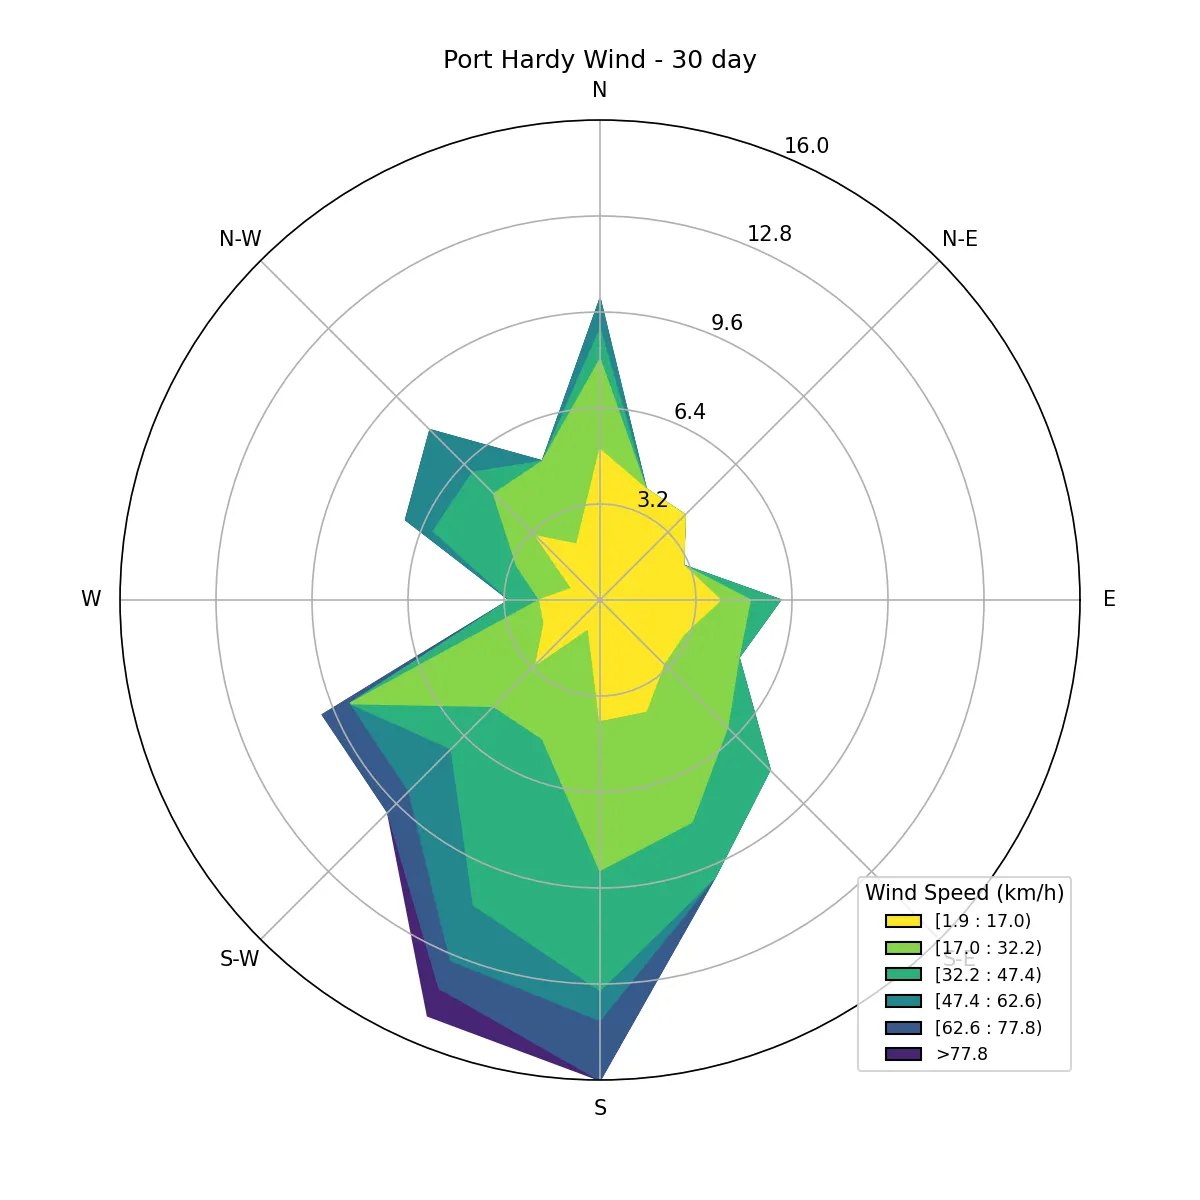 Port Hardy Wind - 30 day
N
16.0
N-W
N-E
12.8
9.6
6.4
3.2
W
E
S-W
S-E
Wind Speed (km/h)
[1.9 : 17.0)
[17.0 : 32.2)
[32.2 : 47.4)
[47.4 : 62.6)
[62.6 : 77.8)
>77.8
S